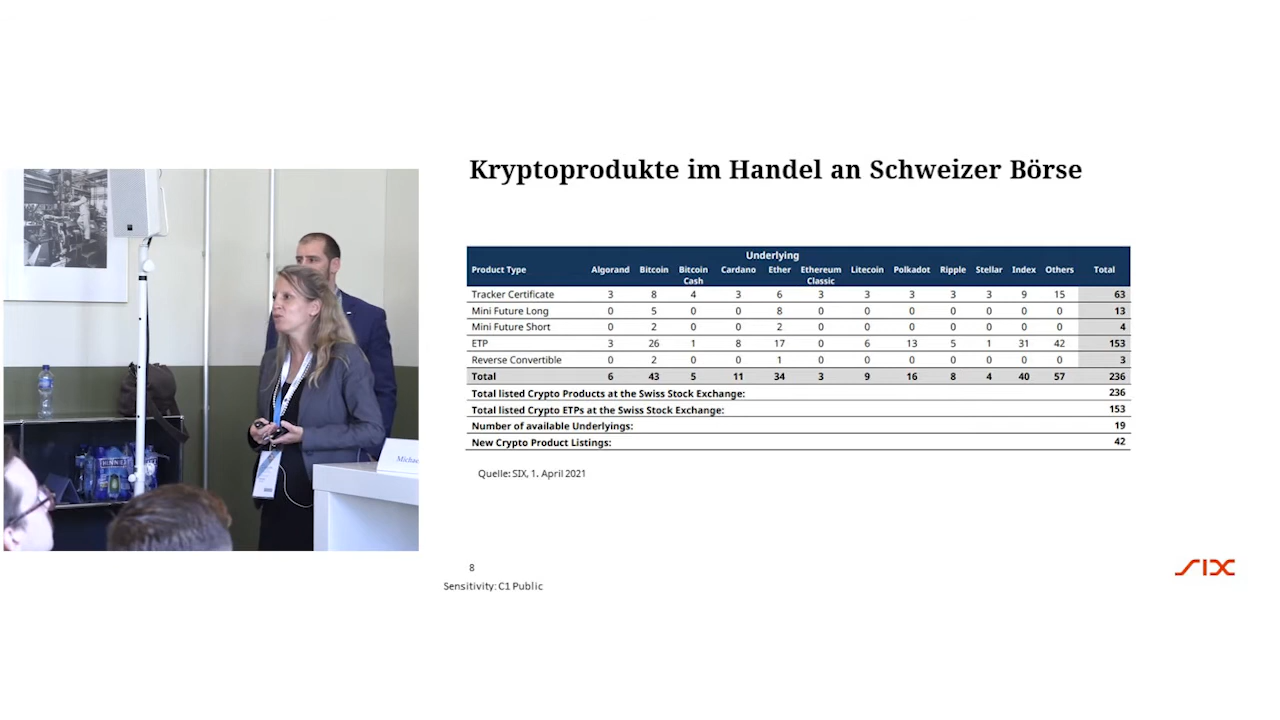 Kryptoprodukte im Handel an Schweizer Börse
Underlying
Product Type Algorand Bitcoin Bitcoin Cash Cardano Ether Ethereum Classic Litecoin Polkadot Ripple Stellar Index Others Total
Tracker Certificate 3 8 4 3 6 3 3 3 3 3 9 15 63
Mini Future Long 0 5 0 0 8 0 0 0 0 0 0 0 13
Mini Future Short 0 2 0 0 2 0 0 0 0 0 0 0 4
ETP 3 26 1 8 17 0 6 13 5 1 31 42 153
Reverse Convertible 0 2 0 0 1 0 0 0 0 0 0 0 3
Total 6 43 5 11 34 3 9 16 8 4 40 57 236
Total listed Crypto Products at the Swiss Stock Exchange: 236
Total listed Crypto ETPs at the Swiss Stock Exchange: 153
Number of available Underlyings: 19
New Crypto Product Listings: 42
Quelle: SIX, 1. April 2021
8
Sensitivity: C1 Public
SIX